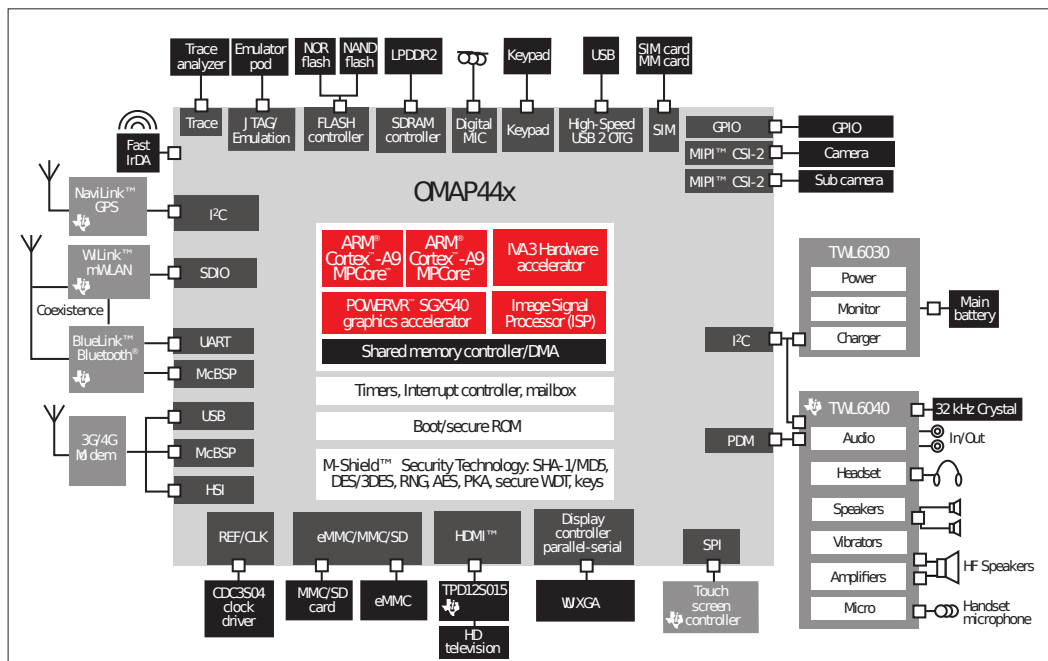 Trace
analyzer
Emulator
pod
NOR
flash
NAND
flash
LPDDR2
Keypad
USB
SIM card
MM card
Fast
IrDA
Trace
JTAG/
Emulation
FLASH
controller
SDRAM
controller
Digital
MIC
Keypad
High-Speed
USB 2 OTG
SIM
GPIO
GPIO
MIPI™ CSI-2
Camera
MIPI™ CSI-2
Sub camera
OMAP44x
NaviLink™
GPS
I²C
WiLink™
mWLAN
SDIO
Coexistence
BlueLink™
Bluetooth®
UART
McBSP
3G/4G
Modem
USB
McBSP
HSI
ARM®
Cortex™-A9
MPCore™
ARM®
Cortex™-A9
MPCore™
IVA3 Hardware
accelerator
POWERVR™ SGX540
graphics accelerator
Image Signal
Processor (ISP)
Shared memory controller/DMA
Timers, Interrupt controller, mailbox
Boot/secure ROM
M-Shield™ Security Technology: SHA-1/MD5,
DES/3DES, RNG, AES, PKA, secure WDT, keys
I²C
PDM
TWL6030
Power
Monitor
Charger
Main
battery
TWL6040
32 kHz Crystal
Audio
In/Out
Headset
Speakers
Vibrators
Amplifiers
HF Speakers
Micro
Handset
microphone
REF/CLK
eMMC/MMC/SD
HDMI™
Display
controller
parallel-serial
SPI
CDC3S04
clock
driver
MMC/SD
card
eMMC
TPD12S015
HD
television
WUXGA
Touch
screen
controller